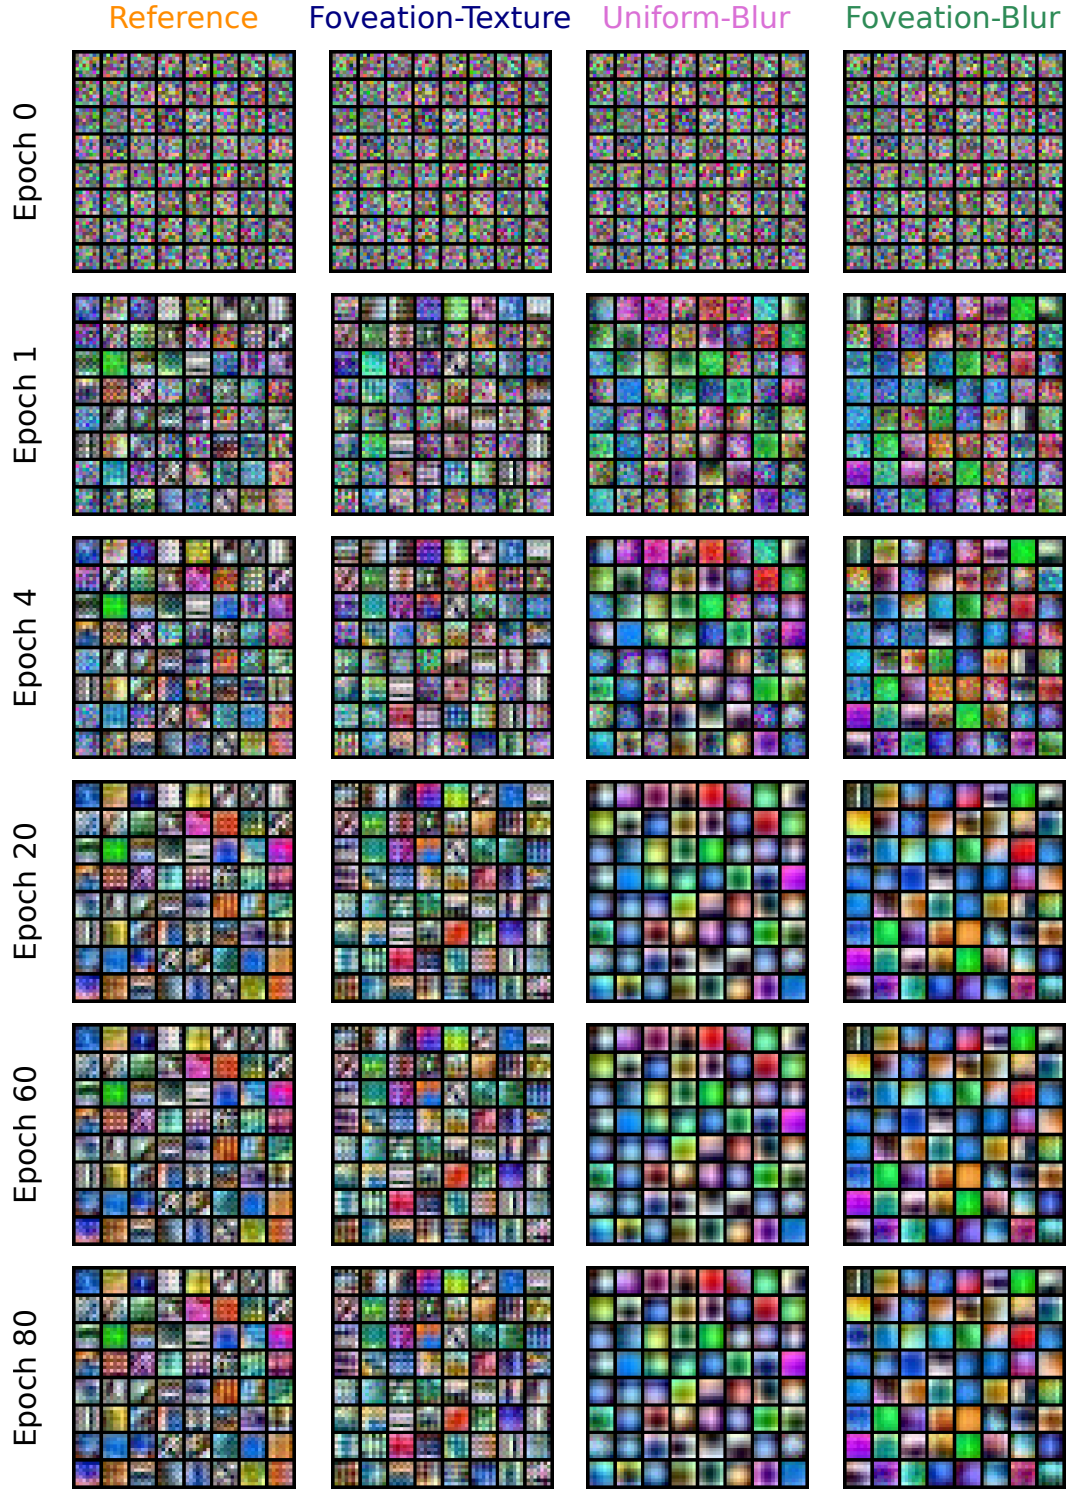 Reference Foveation-Texture Uniform-Blur Foveation-Blur
Epoch 0
Epoch 1
Epoch 4
Epoch 20
Epoch 60
Epoch 80